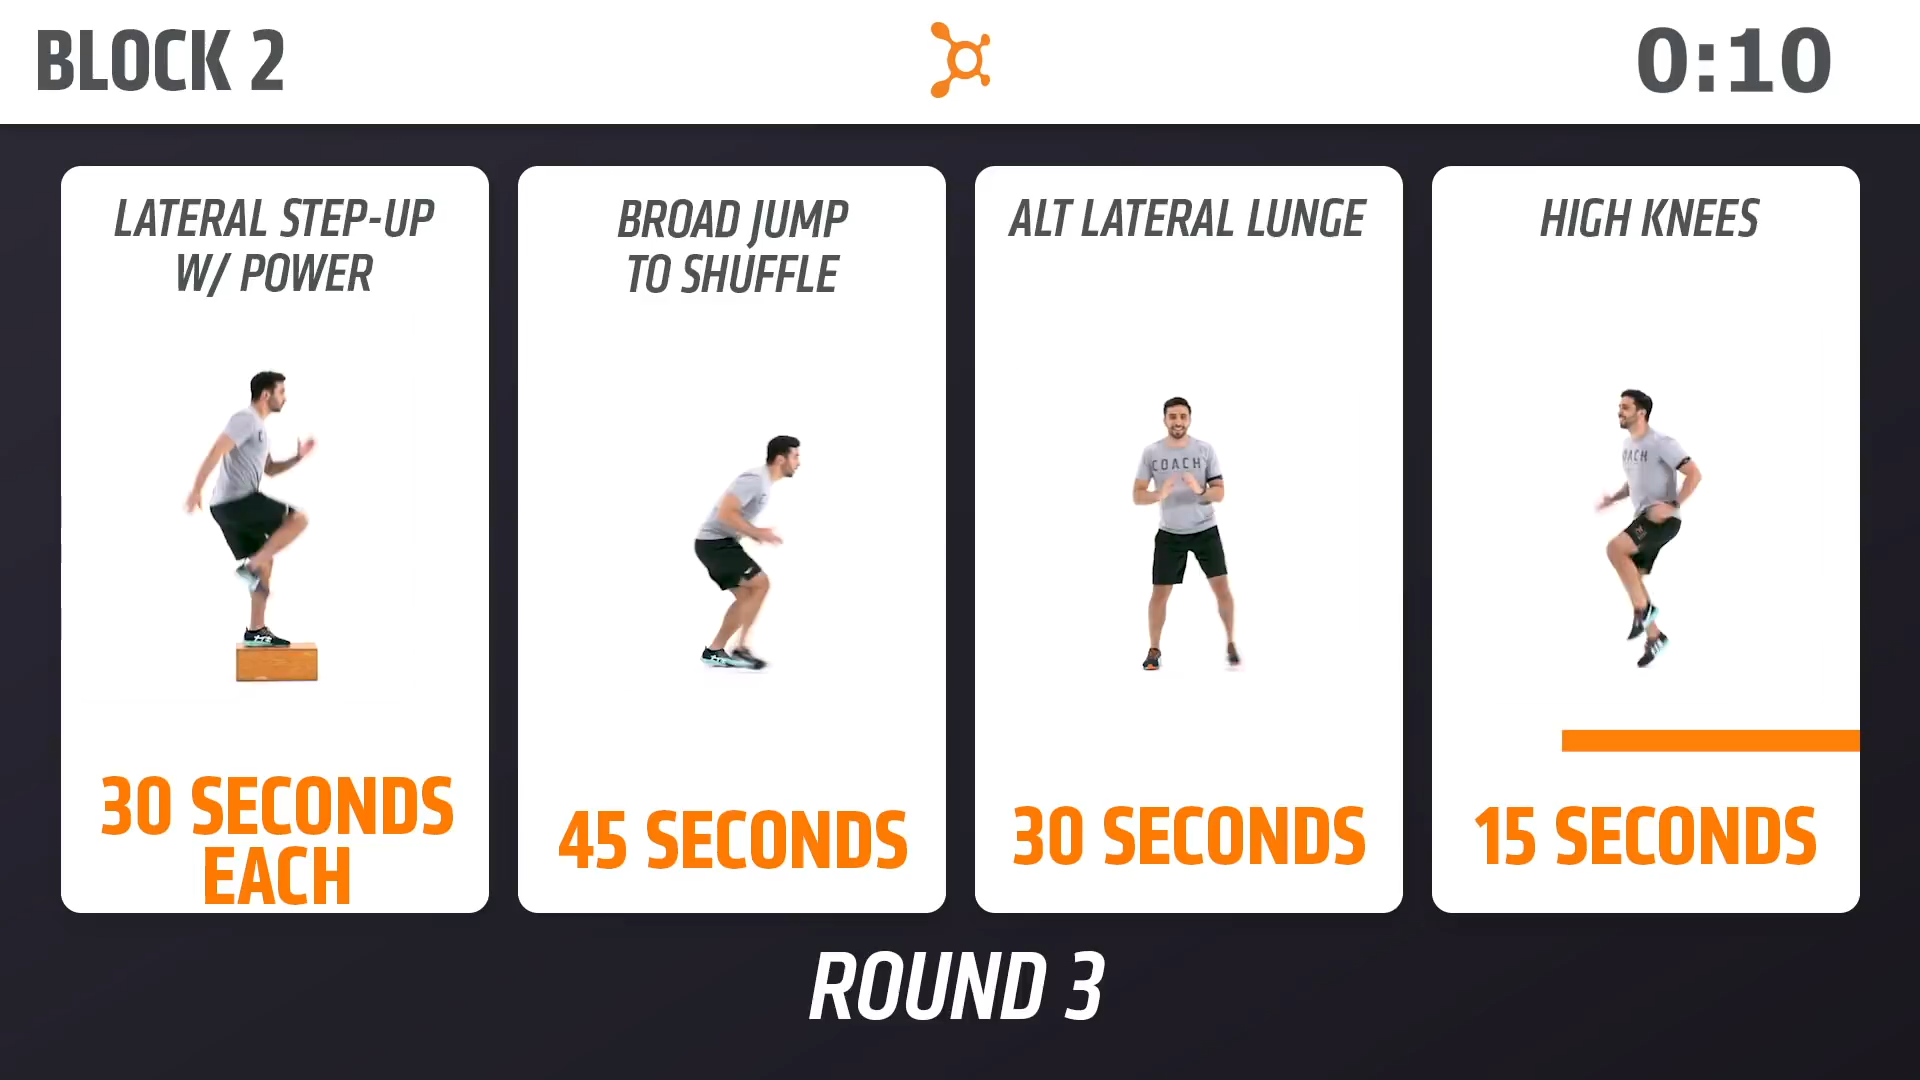 BLOCK 2
0:10
LATERAL STEP-UP
W/ POWER
30 SECONDS
EACH
BROAD JUMP
TO SHUFFLE
45 SECONDS
ALT LATERAL LUNGE
COACH
30 SECONDS
HIGH KNEES
COACH
15 SECONDS
ROUND 3